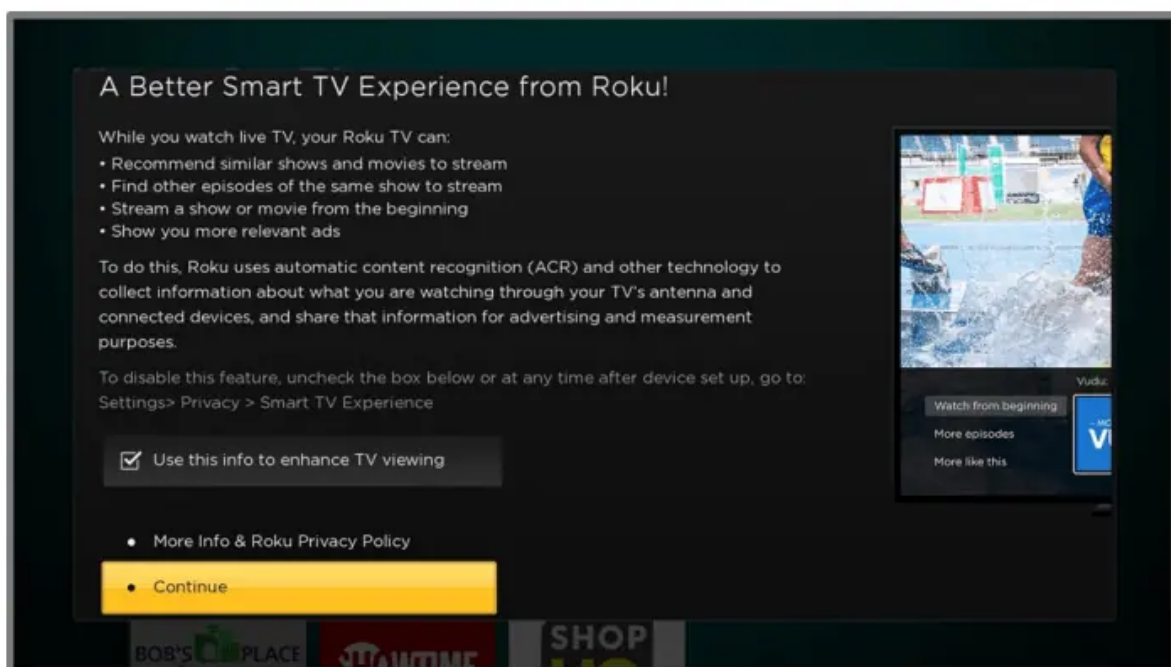 A Better Smart TV Experience from Roku!
While you watch live TV, your Roku TV can:
• Recommend similar shows and movies to stream
• Find other episodes of the same show to stream
• Stream a show or movie from the beginning
• Show you more relevant ads
To do this, Roku uses automatic content recognition (ACR) and other technology to
collect information about what you are watching through your TV's antenna and
connected devices, and share that information for advertising and measurement
purposes.
To disable this feature, uncheck the box below or at any time after device set up, go to:
Settings> Privacy > Smart TV Experience
Use this info to enhance TV viewing
• More Info & Roku Privacy Policy
• Continue
Vudu:
Watch from beginning
More episodes
More like this
BOB'S PLACE
SHOWTIME
SHOP